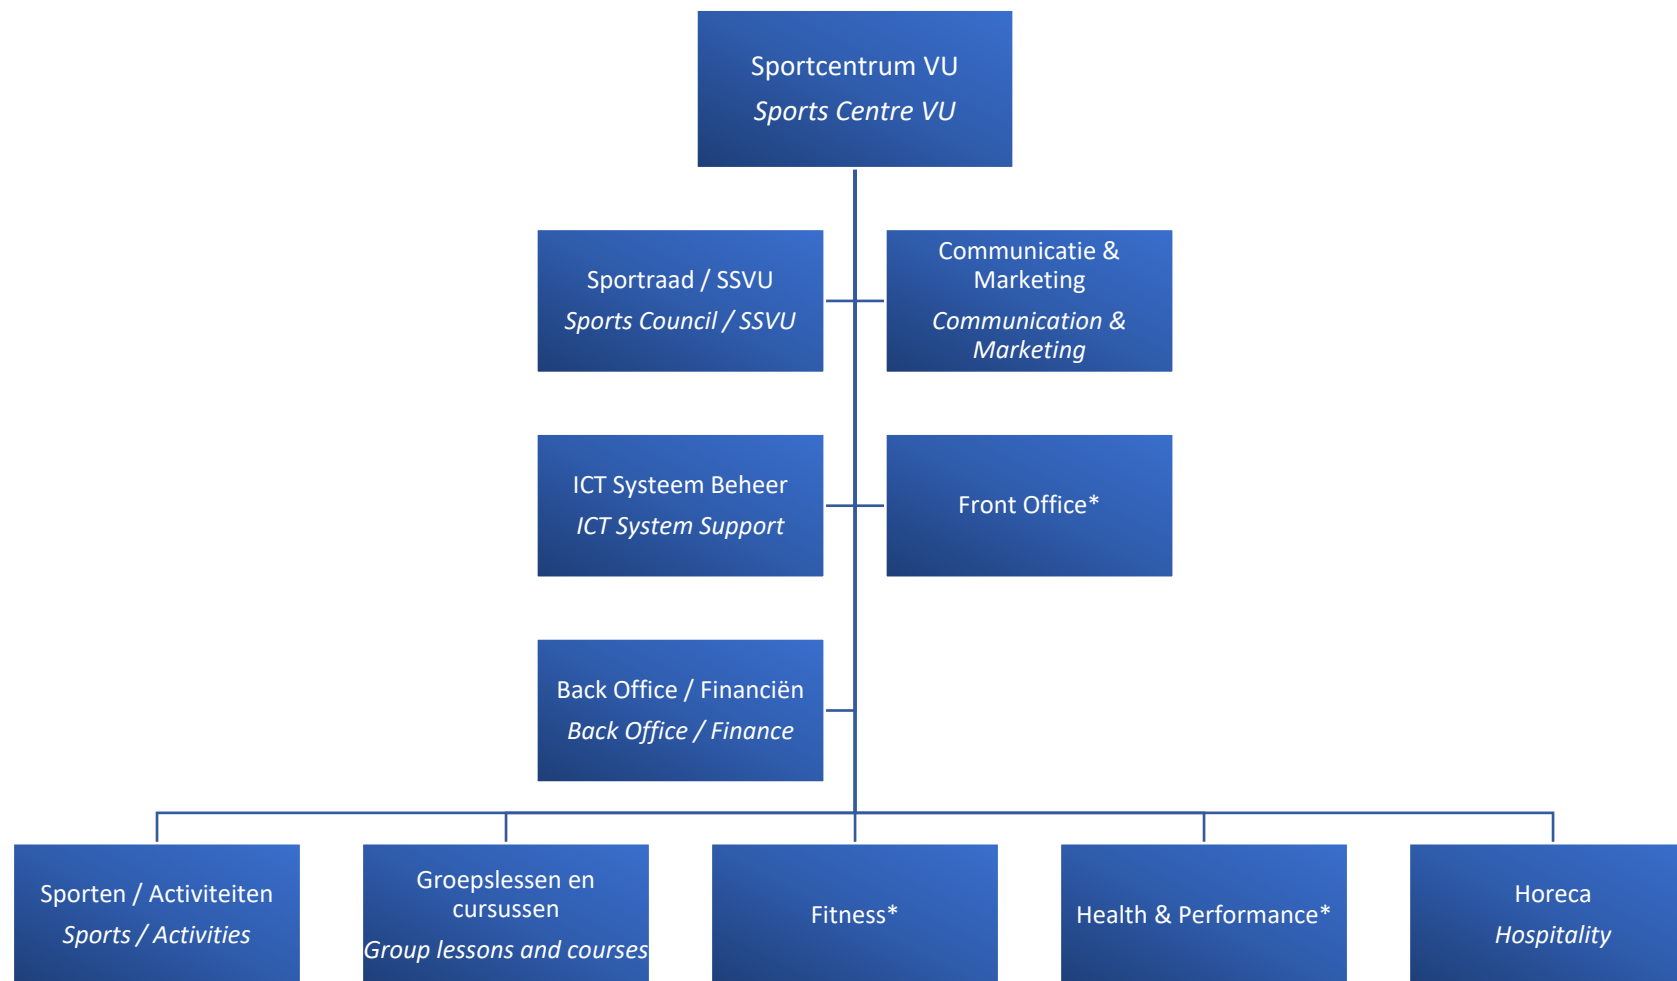 Sportcentrum VU
Sports Centre VU
Sportraad / SSVU
Sports Council / SSVU
Communicatie &
Marketing
Communication &
Marketing
ICT Systeem Beheer
ICT System Support
Front Office*
Back Office / Financiën
Back Office / Finance
Sporten / Activiteiten
Sports / Activities
Groepslessen en
cursussen
Group lessons and courses
Fitness*
Health & Performance*
Horeca
Hospitality